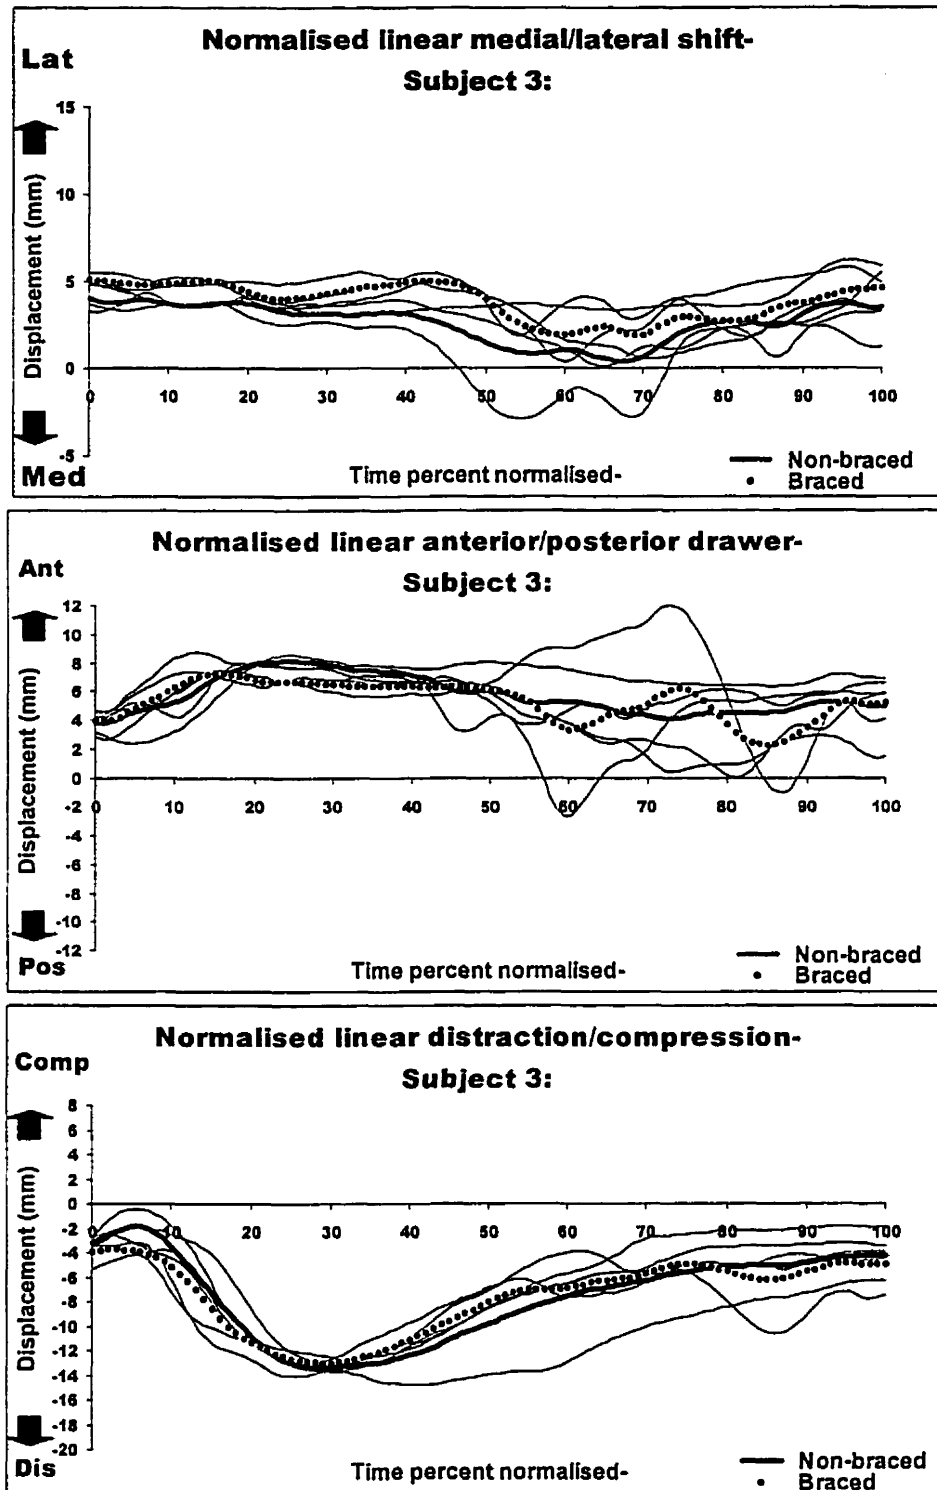 Normalised linear medial/lateral shift-
Lat
Subject 3:
15
10
5
0
-5
Displacement (mm)
0 10 20 30 40 50 60 70 80 90 100
Med
Time percent normalised-
Non-braced
Braced
Normalised linear anterior/posterior drawer-
Ant
Subject 3:
12
10
8
6
4
2
0
-2
-4
-6
-8
-10
-12
Displacement (mm)
0 10 20 30 40 50 60 70 80 90 100
Pos
Time percent normalised-
Non-braced
Braced
Normalised linear distraction/compression-
Comp
Subject 3:
8
6
4
2
0
-2
-4
-6
-8
-10
-12
-14
-16
-18
-20
Displacement (mm)
0 10 20 30 40 50 60 70 80 90 100
Dis
Time percent normalised-
Non-braced
Braced